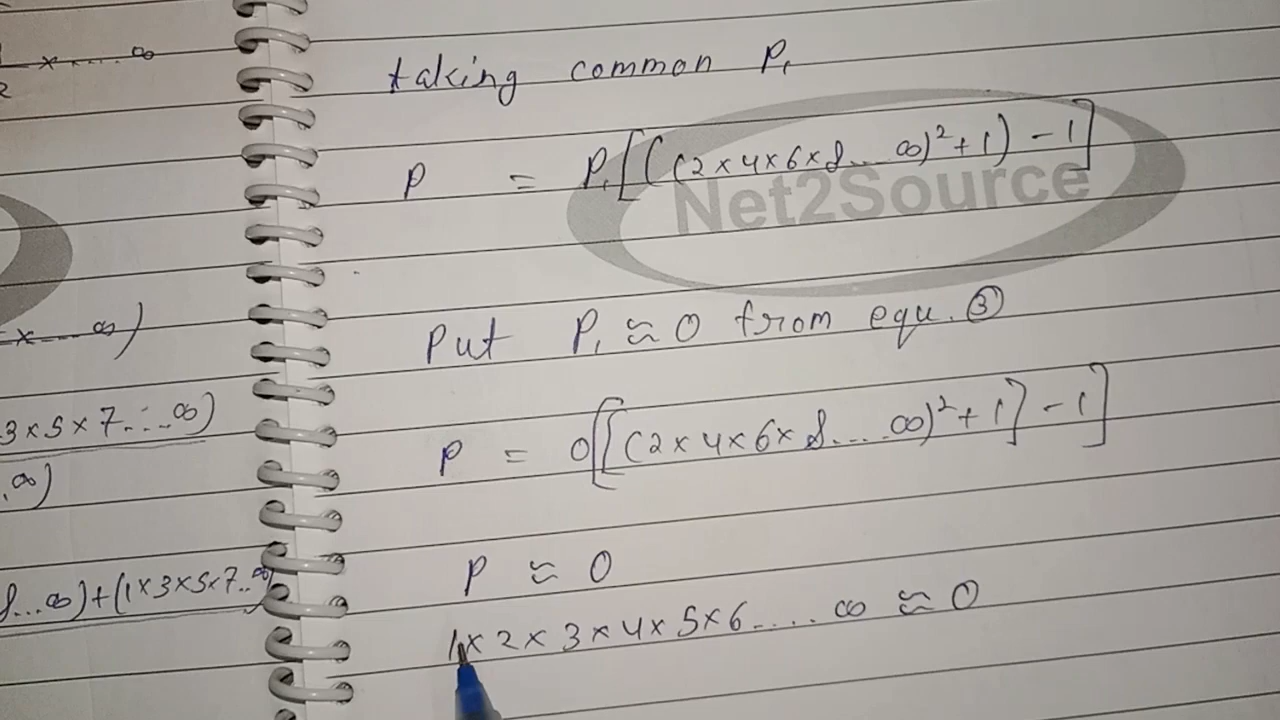 x .... ∞
2
taking common P₁
P = P₁[((2×4×6×8... ∞)²+1) -1]
Net2Source
Put P₁ ≈ 0 from equ. ③
x .... ∞)
3×5×7... ∞)
P = 0[[(2×4×6×8.... ∞)²+1] -1]
.∞)
P ≈ 0
8...∞)+(1×3×5×7..∞
1×2×3×4×5×6.... ∞ ≈ 0